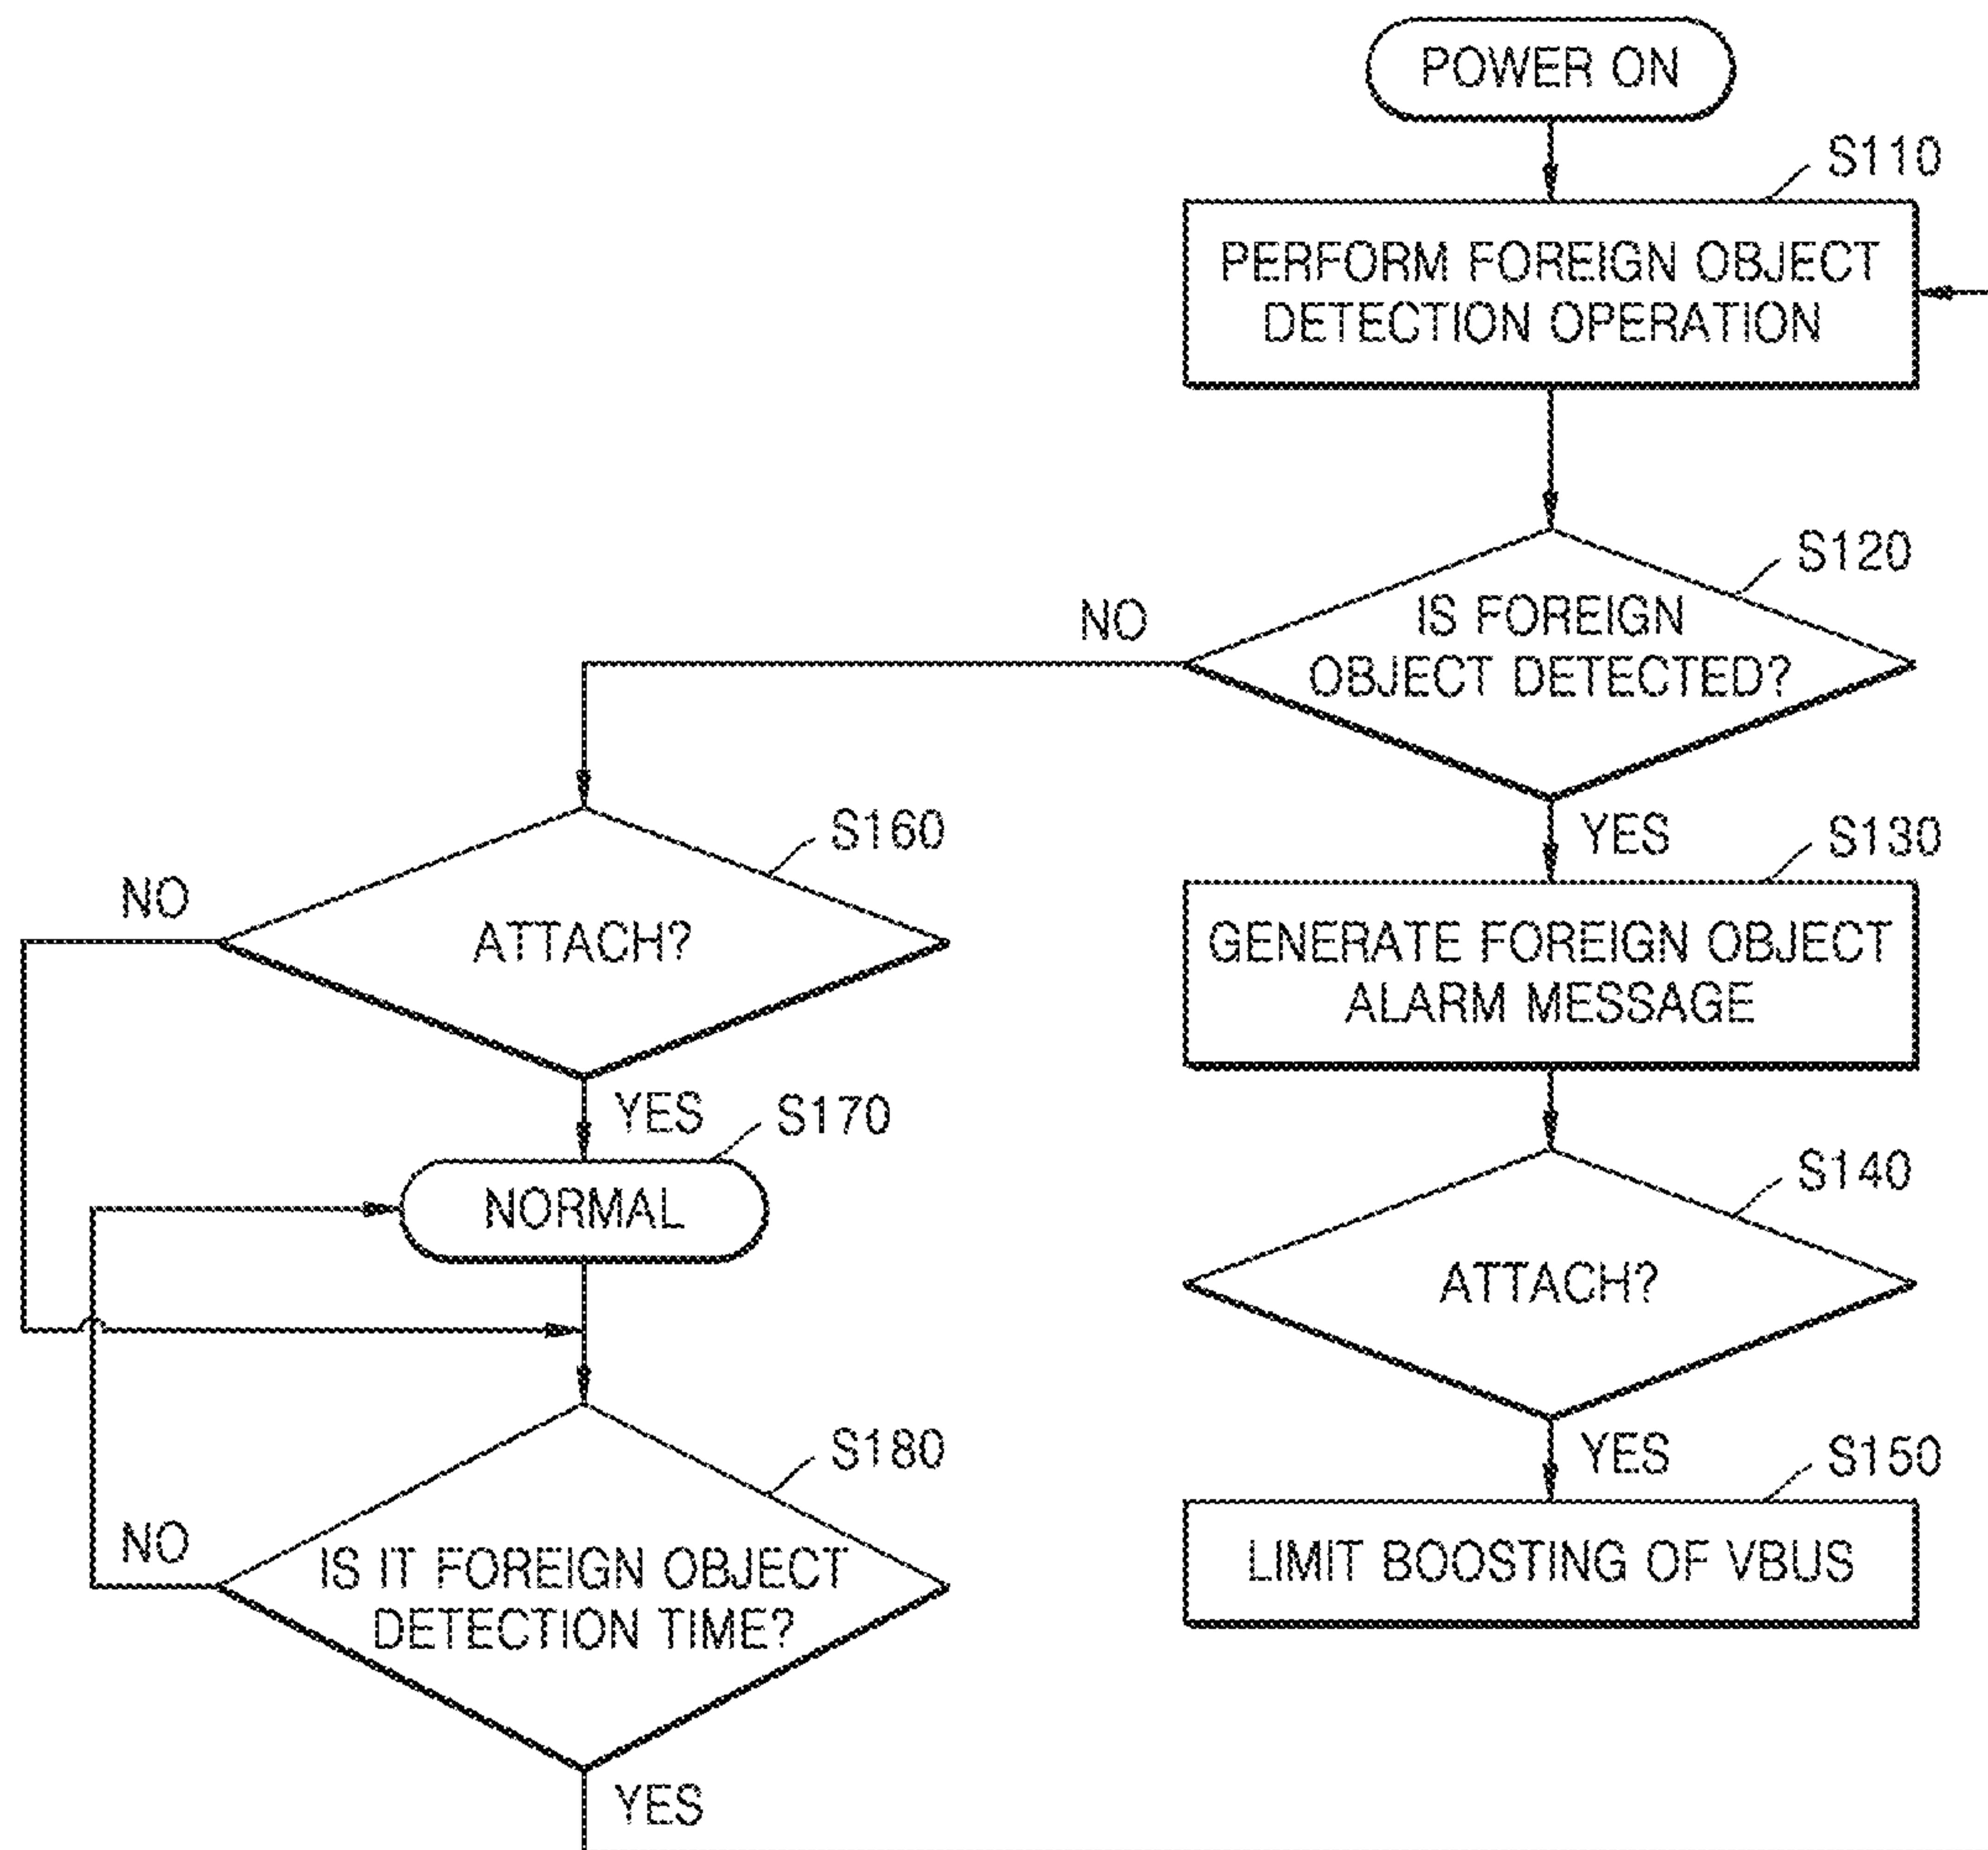 POWER ON
S110
PERFORM FOREIGN OBJECT
DETECTION OPERATION
S120
IS FOREIGN
OBJECT DETECTED?
NO
YES
S130
GENERATE FOREIGN OBJECT
ALARM MESSAGE
S140
ATTACH?
YES
S150
LIMIT BOOSTING OF VBUS
S160
ATTACH?
NO
YES
S170
NORMAL
S180
IS IT FOREIGN OBJECT
DETECTION TIME?
NO
YES